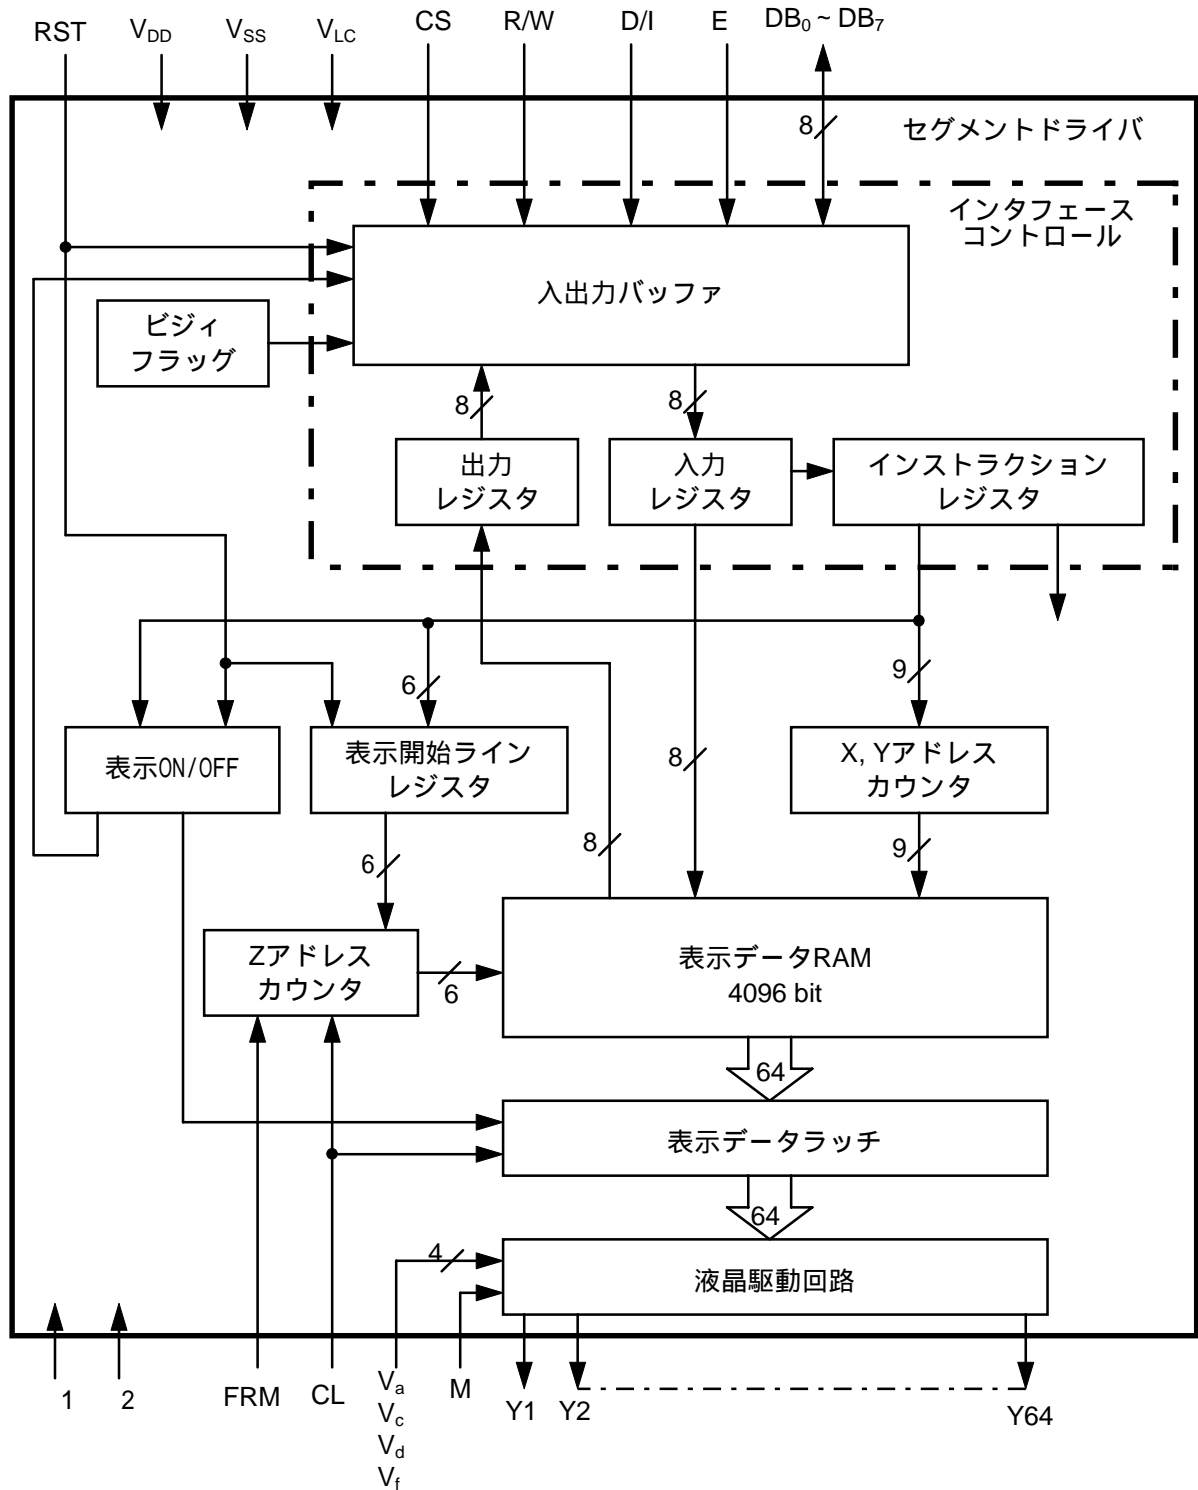 RST VDD VSS VLC CS R/W D/I E DB0 ~ DB7
8
セグメントドライバ
インタフェース
コントロール
入出力バッファ
ビジィ
フラッグ
8
8
出力
レジスタ
入力
レジスタ
インストラクション
レジスタ
6
9
表示ON/OFF
表示開始ライン
レジスタ
8
X, Yアドレス
カウンタ
6
8
9
Zアドレス
カウンタ
6
表示データRAM
4096 bit
64
表示データラッチ
64
4
液晶駆動回路
1 2 FRM CL
Va
Vc
Vd
Vf
M Y1 Y2 Y64